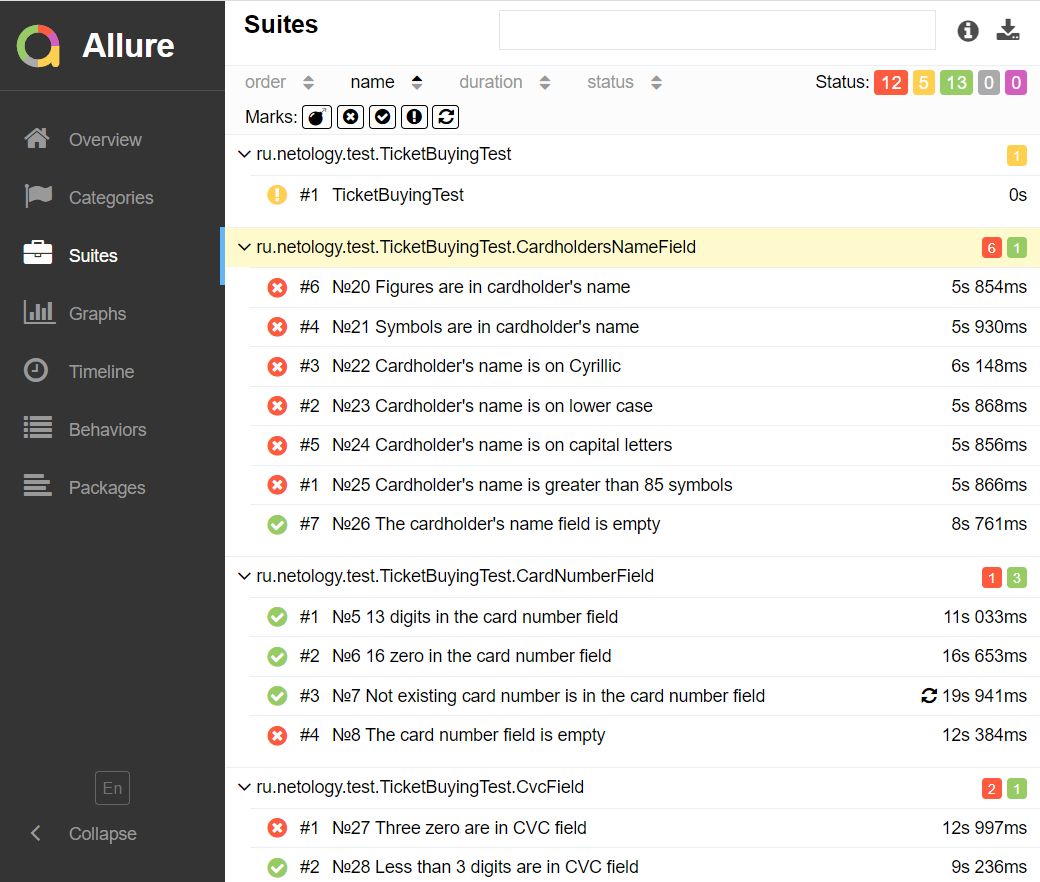 Allure
Overview
Categories
Suites
Graphs
Timeline
Behaviors
Packages
En
Collapse
Suites
order name duration status Status: 12 5 13 0 0
Marks:
ru.netology.test.TicketBuyingTest 1
#1 TicketBuyingTest 0s
ru.netology.test.TicketBuyingTest.CardholdersNameField 6 1
#6 №20 Figures are in cardholder's name 5s 854ms
#4 №21 Symbols are in cardholder's name 5s 930ms
#3 №22 Cardholder's name is on Cyrillic 6s 148ms
#2 №23 Cardholder's name is on lower case 5s 868ms
#5 №24 Cardholder's name is on capital letters 5s 856ms
#1 №25 Cardholder's name is greater than 85 symbols 5s 866ms
#7 №26 The cardholder's name field is empty 8s 761ms
ru.netology.test.TicketBuyingTest.CardNumberField 1 3
#1 №5 13 digits in the card number field 11s 033ms
#2 №6 16 zero in the card number field 16s 653ms
#3 №7 Not existing card number is in the card number field 19s 941ms
#4 №8 The card number field is empty 12s 384ms
ru.netology.test.TicketBuyingTest.CvcField 2 1
#1 №27 Three zero are in CVC field 12s 997ms
#2 №28 Less than 3 digits are in CVC field 9s 236ms